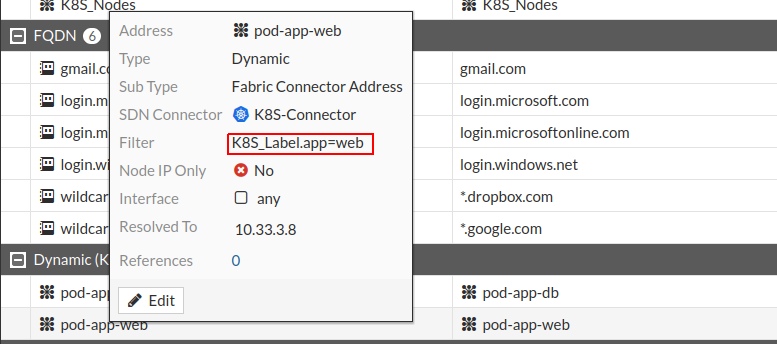 K8S_Nodes
K8S_Nodes
FQDN 6
gmail.co
gmail.com
login.m
login.microsoft.com
login.m
login.microsoftonline.com
login.wi
login.windows.net
wildcar
*.dropbox.com
wildcar
*.google.com
Dynamic (K
pod-app
pod-app-db
pod-app-web
pod-app-web
Address pod-app-web
Type Dynamic
Sub Type Fabric Connector Address
SDN Connector K8S-Connector
Filter K8S_Label.app=web
Node IP Only No
Interface any
Resolved To 10.33.3.8
References 0
Edit